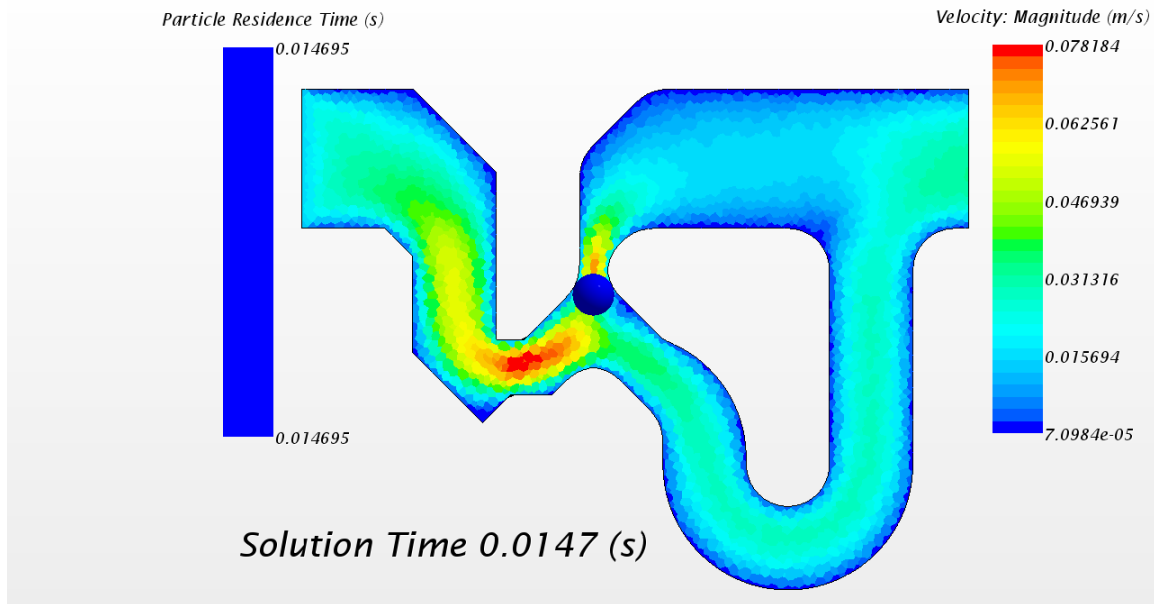 Particle Residence Time (s)
Velocity: Magnitude (m/s)
0.014695
0.078184
0.062561
0.046939
0.031316
0.015694
0.014695
7.0984e-05
Solution Time 0.0147 (s)